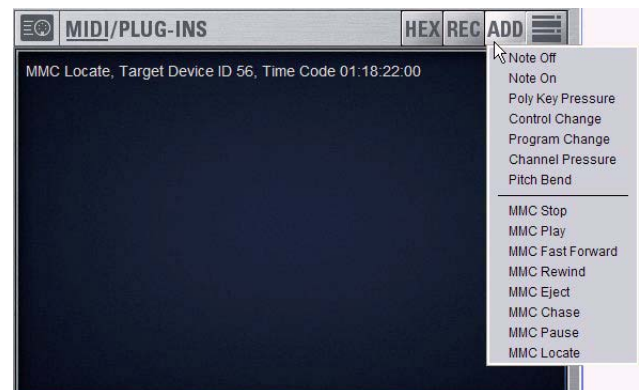 MIDI/PLUG-INS
HEX REC ADD
MMC Locate, Target Device ID 56, Time Code 01:18:22:00
Note Off
Note On
Poly Key Pressure
Control Change
Program Change
Channel Pressure
Pitch Bend
MMC Stop
MMC Play
MMC Fast Forward
MMC Rewind
MMC Eject
MMC Chase
MMC Pause
MMC Locate